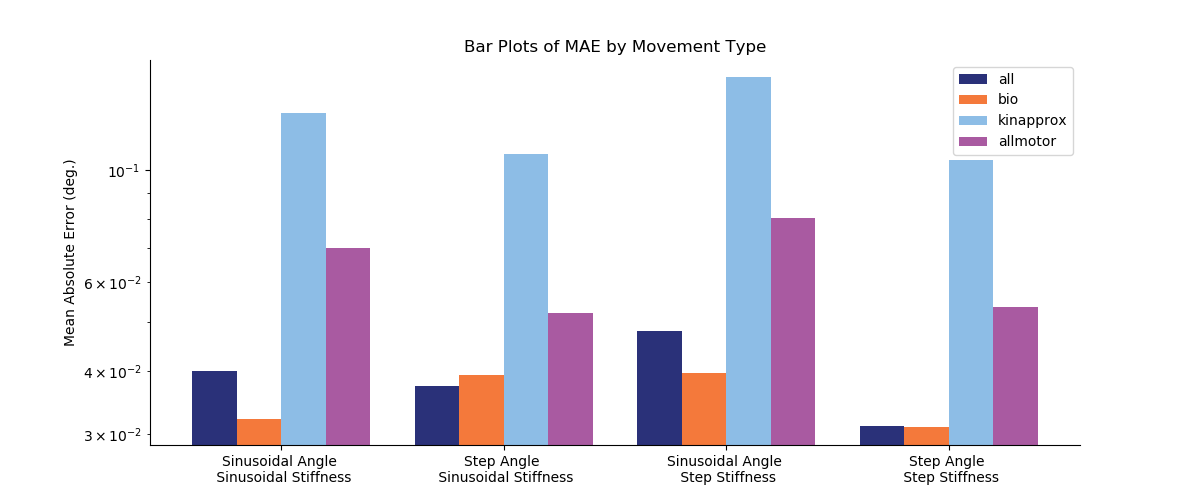 Bar Plots of MAE by Movement Type
all
bio
kinapprox
allmotor
Mean Absolute Error (deg.)
10⁻¹
6 × 10⁻²
4 × 10⁻²
3 × 10⁻²
Sinusoidal Angle
Sinusoidal Stiffness
Step Angle
Sinusoidal Stiffness
Sinusoidal Angle
Step Stiffness
Step Angle
Step Stiffness